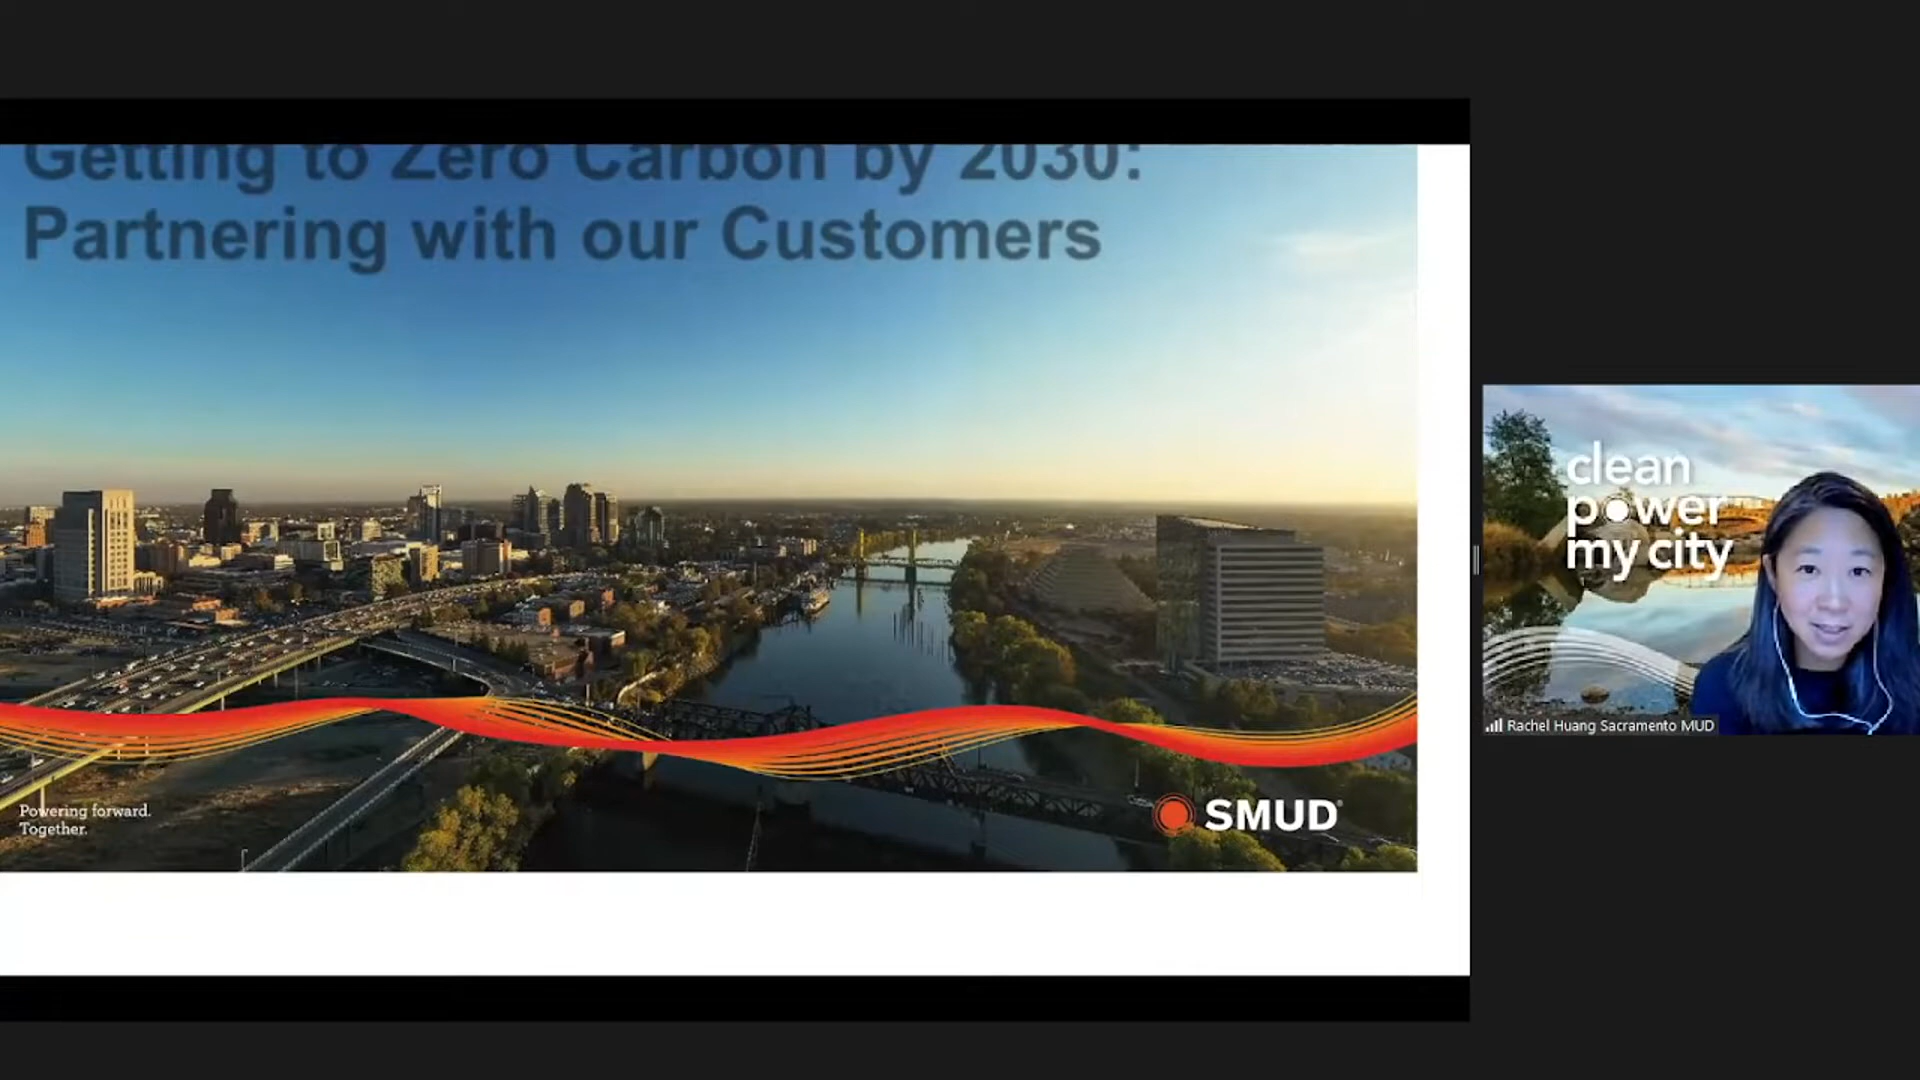 Getting to Zero Carbon by 2030:
Partnering with our Customers
Powering forward.
Together.
SMUD
clean
power
my city
Rachel Huang Sacramento MUD